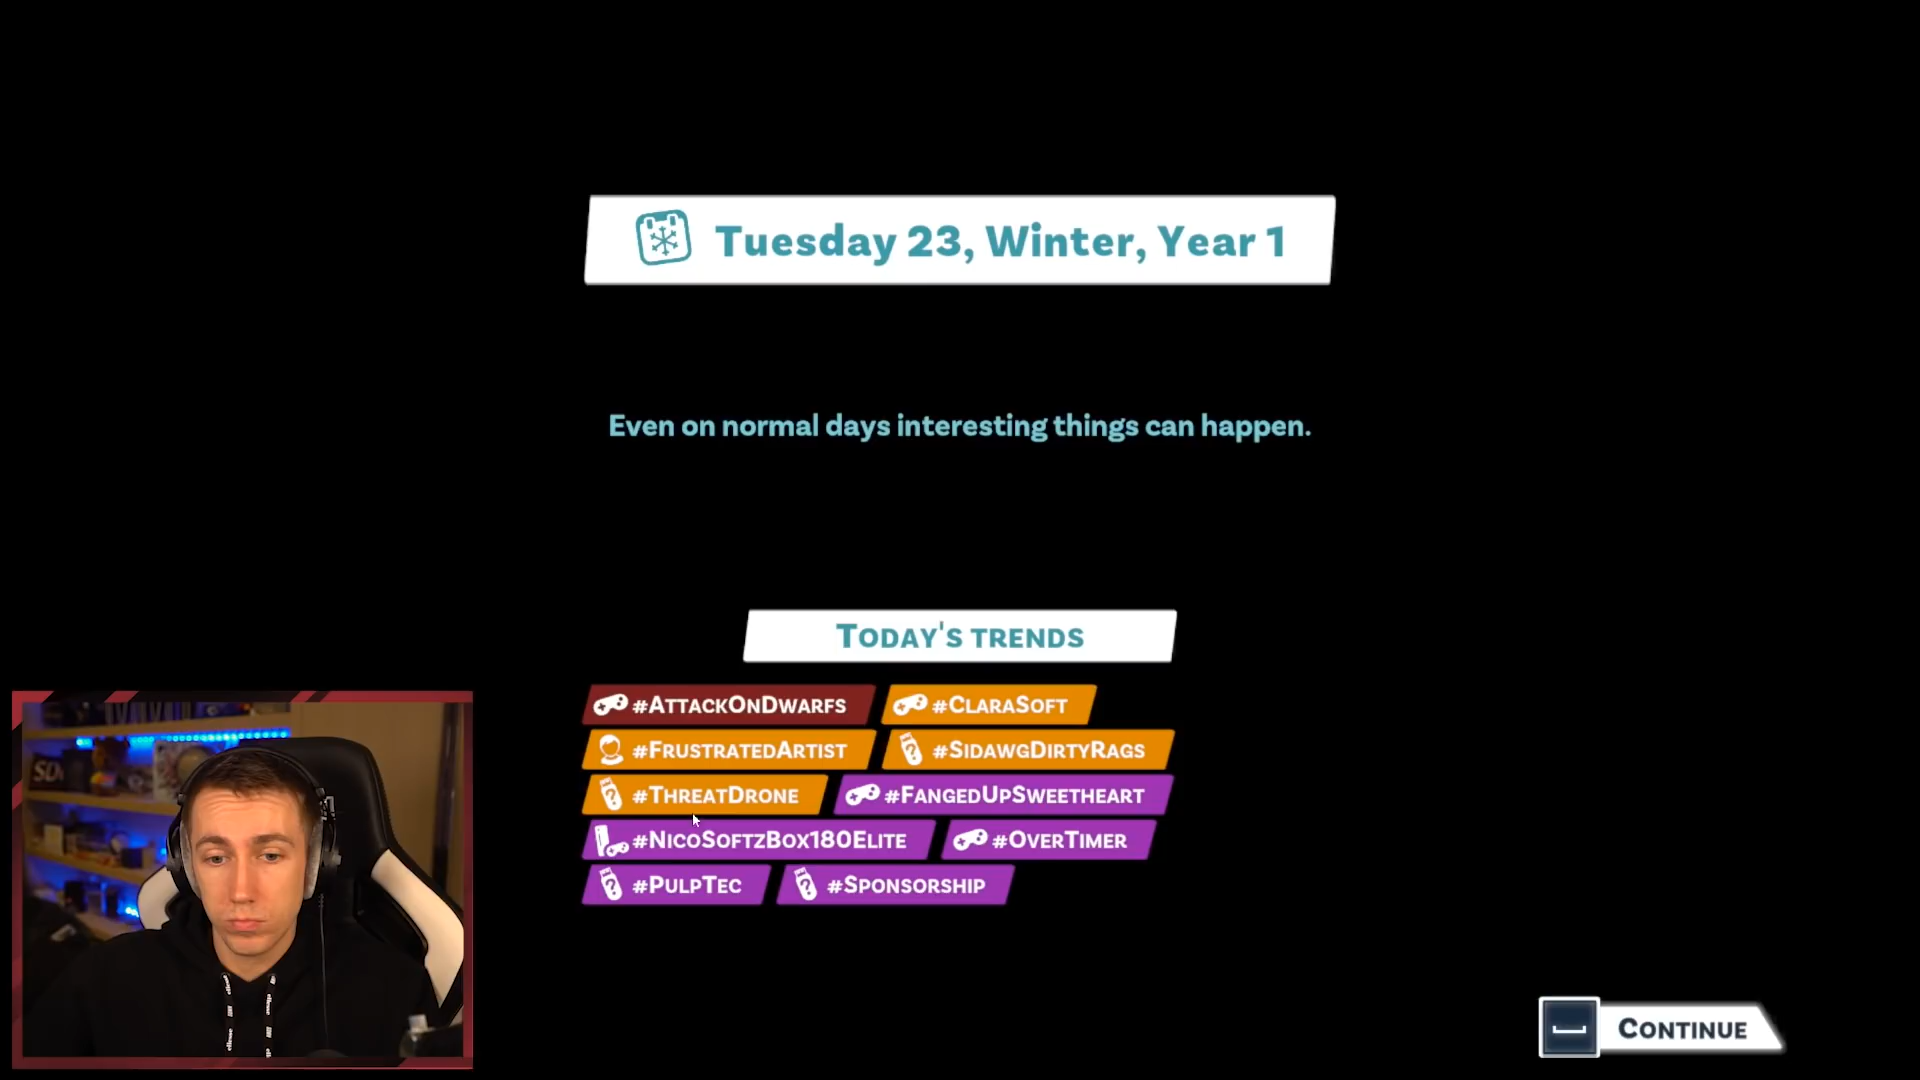 Tuesday 23, Winter, Year 1
Even on normal days interesting things can happen.
TODAY'S TRENDS
#ATTACKONDWARFS #CLARASOFT
#FRUSTRATEDARTIST #SIDAWGDIRTYRAGS
#THREATDRONE #FANGEDUPSWEETHEART
#NICOSOFTZBOX180ELITE #OVERTIMER
#PULPTEC #SPONSORSHIP
CONTINUE